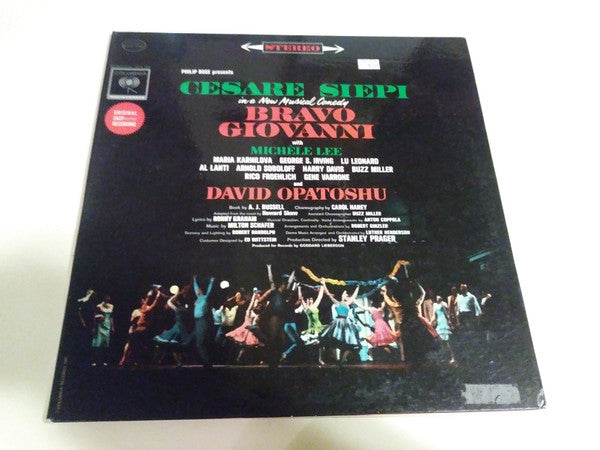 STEREO
COLUMBIA
ORIGINAL
CAST
RECORDING
PHILIP ROSE presents
CESARE SIEPI
in a New Musical Comedy
BRAVO
GIOVANNI
with
MICHÈLE LEE
MARIA KARNILOVA GEORGE S. IRVING LU LEONARD
AL LANTI ARNOLD SOBOLOFF HARRY DAVIS BUZZ MILLER
RICO FROEHLICH GENE VARRONE
and
DAVID OPATOSHU
Book by A. J. RUSSELL Choreography by CAROL HANEY
Adapted from the novel by Howard Shaw Assistant Choreographer BUZZ MILLER
Lyrics by RONNY GRAHAM Musical Direction, Continuity, Vocal Arrangements by ANTON COPPOLA
Music by MILTON SCHAFER Arrangements and Orchestrations by ROBERT GINZLER
Scenery and Lighting by ROBERT RANDOLPH Dance Music Arranged and Orchestrated by LUTHER HENDERSON
Costumes Designed by ED WITTSTEIN Production Directed by STANLEY PRAGER
Produced for Records by GODDARD LIEBERSON